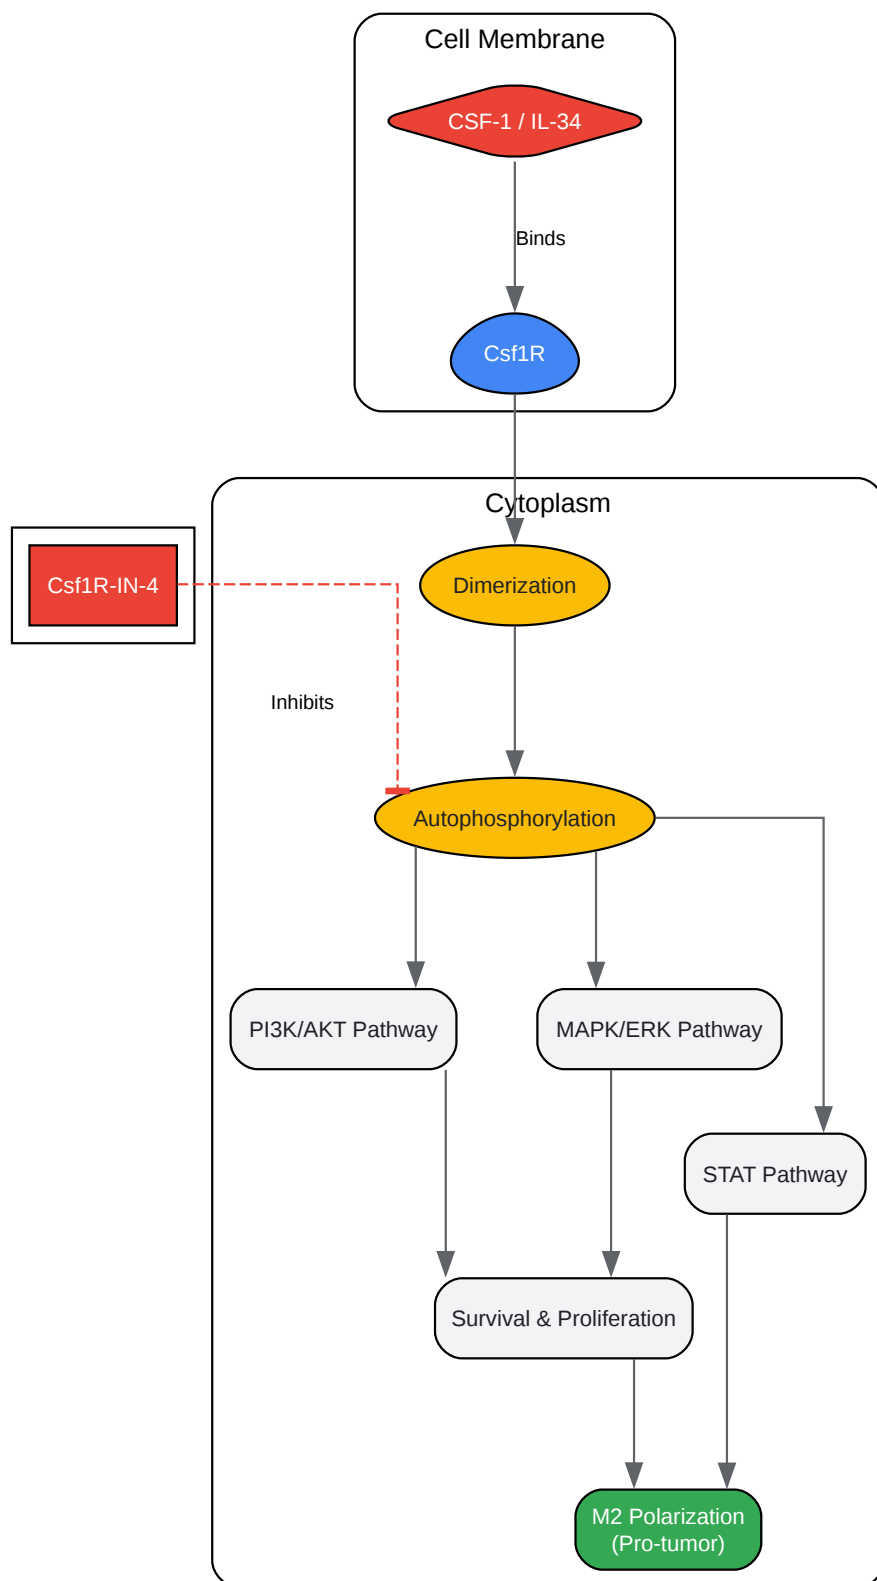 Cell Membrane
CSF-1 / IL-34
Binds
Csf1R
Cytoplasm
Csf1R-IN-4
Dimerization
Inhibits
Autophosphorylation
PI3K/AKT Pathway
MAPK/ERK Pathway
STAT Pathway
Survival & Proliferation
M2 Polarization
(Pro-tumor)